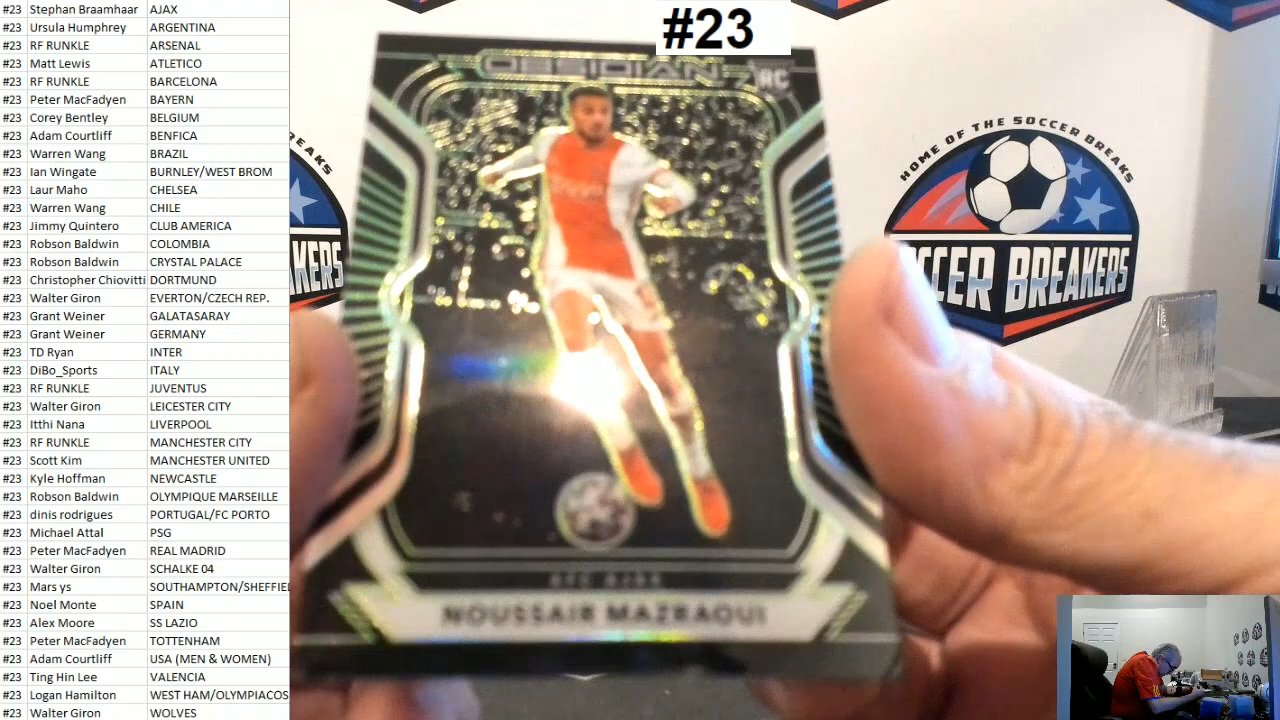 #23 Stephan Braamhaar AJAX
#23 Ursula Humphrey ARGENTINA
#23 RF RUNKLE ARSENAL
#23 Matt Lewis ATLETICO
#23 RF RUNKLE BARCELONA
#23 Peter MacFadyen BAYERN
#23 Corey Bentley BELGIUM
#23 Adam Courtliff BENFICA
#23 Warren Wang BRAZIL
#23 Ian Wingate BURNLEY/WEST BROM
#23 Laur Maho CHELSEA
#23 Warren Wang CHILE
#23 Jimmy Quintero CLUB AMERICA
#23 Robson Baldwin COLOMBIA
#23 Robson Baldwin CRYSTAL PALACE
#23 Christopher Chiovitti DORTMUND
#23 Walter Giron EVERTON/CZECH REP.
#23 Grant Weiner GALATASARAY
#23 Grant Weiner GERMANY
#23 TD Ryan INTER
#23 DiBo_Sports ITALY
#23 RF RUNKLE JUVENTUS
#23 Walter Giron LEICESTER CITY
#23 Itthi Nana LIVERPOOL
#23 RF RUNKLE MANCHESTER CITY
#23 Scott Kim MANCHESTER UNITED
#23 Kyle Hoffman NEWCASTLE
#23 Robson Baldwin OLYMPIQUE MARSEILLE
#23 dinis rodrigues PORTUGAL/FC PORTO
#23 Michael Attal PSG
#23 Peter MacFadyen REAL MADRID
#23 Walter Giron SCHALKE 04
#23 Mars ys SOUTHAMPTON/SHEFFIE
#23 Noel Monte SPAIN
#23 Alex Moore SS LAZIO
#23 Peter MacFadyen TOTTENHAM
#23 Adam Courtliff USA (MEN & WOMEN)
#23 Ting Hin Lee VALENCIA
#23 Logan Hamilton WEST HAM/OLYMPIACOS
#23 Walter Giron WOLVES
#23
OBSIDIAN
RC
AFC AJAX
NOUSSAIR MAZRAOUI
HOME OF THE SOCCER BREAKS
SOCCER BREAKERS
REAKS
AKERS